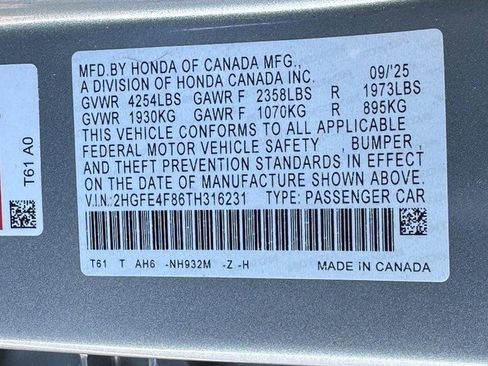 MFD.BY HONDA OF CANADA MFG.,
A DIVISION OF HONDA CANADA INC. 09/'25
GVWR 4254LBS GAWR F 2358LBS R 1973LBS
GVWR 1930KG GAWR F 1070KG R 895KG
THIS VEHICLE CONFORMS TO ALL APPLICABLE
FEDERAL MOTOR VEHICLE SAFETY , BUMPER,
AND THEFT PREVENTION STANDARDS IN EFFECT
ON THE DATE OF MANUFACTURE SHOWN ABOVE.
V.I.N:2HGFE4F86TH316231 TYPE: PASSENGER CAR
T61 T AH6 -NH932M -Z -H MADE IN CANADA
T61 A0